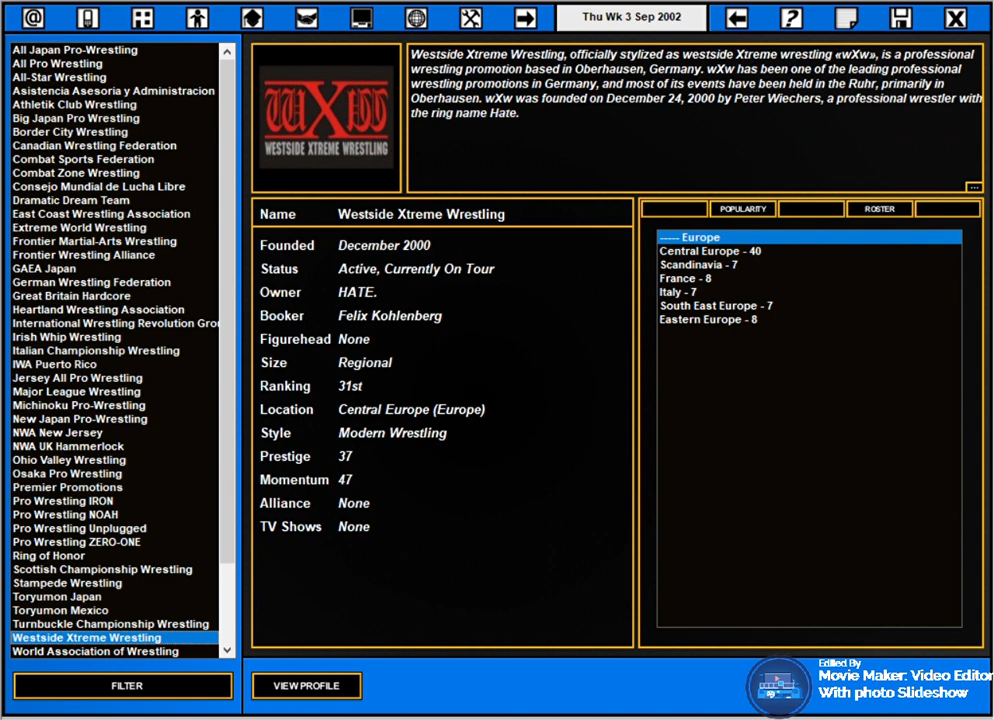 Thu Wk 3 Sep 2002
All Japan Pro-Wrestling
All Pro Wrestling
All-Star Wrestling
Asistencia Asesoria y Administracion
Athletik Club Wrestling
Big Japan Pro Wrestling
Border City Wrestling
Canadian Wrestling Federation
Combat Sports Federation
Combat Zone Wrestling
Consejo Mundial de Lucha Libre
Dramatic Dream Team
East Coast Wrestling Association
Extreme World Wrestling
Frontier Martial-Arts Wrestling
Frontier Wrestling Alliance
GAEA Japan
German Wrestling Federation
Great Britain Hardcore
Heartland Wrestling Association
International Wrestling Revolution Grou
Irish Whip Wrestling
Italian Championship Wrestling
IWA Puerto Rico
Jersey All Pro Wrestling
Major League Wrestling
Michinoku Pro-Wrestling
New Japan Pro-Wrestling
NWA New Jersey
NWA UK Hammerlock
Ohio Valley Wrestling
Osaka Pro Wrestling
Premier Promotions
Pro Wrestling IRON
Pro Wrestling NOAH
Pro Wrestling Unplugged
Pro Wrestling ZERO-ONE
Ring of Honor
Scottish Championship Wrestling
Stampede Wrestling
Toryumon Japan
Toryumon Mexico
Turnbuckle Championship Wrestling
Westside Xtreme Wrestling
World Association of Wrestling
FILTER
WXW
WESTSIDE XTREME WRESTLING
Westside Xtreme Wrestling, officially stylized as westside Xtreme wrestling «wXw», is a professional
wrestling promotion based in Oberhausen, Germany. wXw has been one of the leading professional
wrestling promotions in Germany, and most of its events have been held in the Ruhr, primarily in
Oberhausen. wXw was founded on December 24, 2000 by Peter Wiechers, a professional wrestler with
the ring name Hate.
...
Name Westside Xtreme Wrestling
Founded December 2000
Status Active, Currently On Tour
Owner HATE.
Booker Felix Kohlenberg
Figurehead None
Size Regional
Ranking 31st
Location Central Europe (Europe)
Style Modern Wrestling
Prestige 37
Momentum 47
Alliance None
TV Shows None
POPULARITY ROSTER
----- Europe
Central Europe - 40
Scandinavia - 7
France - 8
Italy - 7
South East Europe - 7
Eastern Europe - 8
VIEW PROFILE
Edited By
Movie Maker: Video Editor
With photo Slideshow